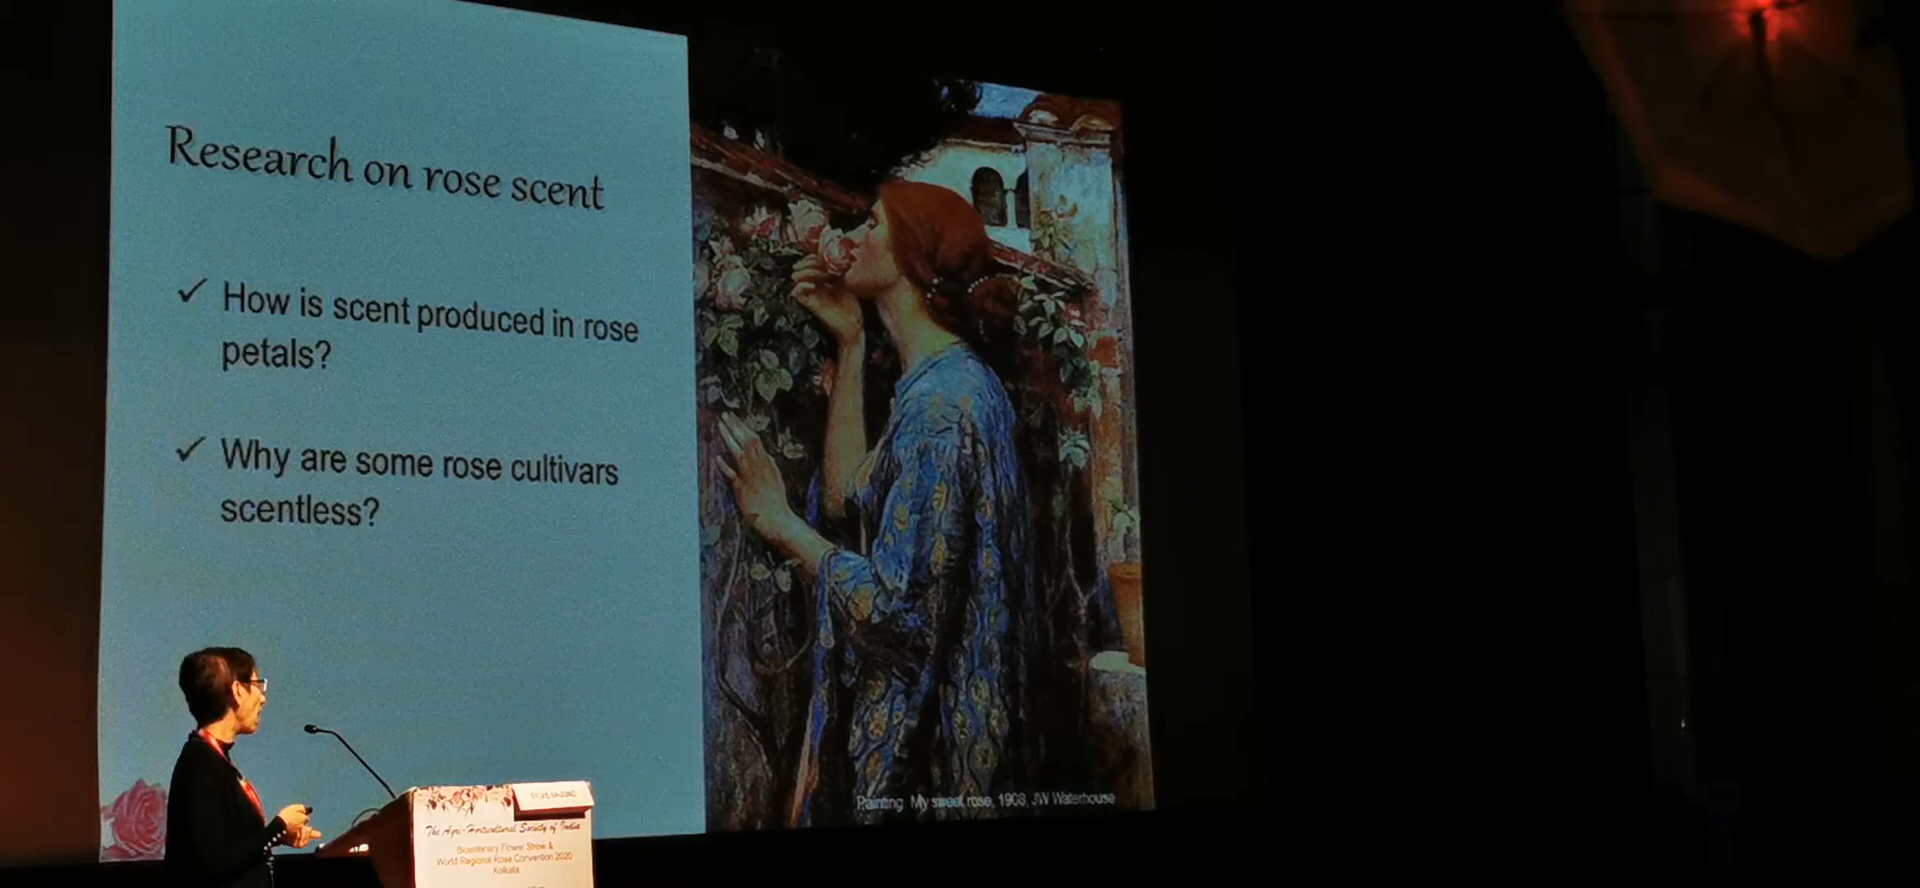 Research on rose scent
✓ How is scent produced in rose
petals?
✓ Why are some rose cultivars
scentless?
Painting: My sweet rose, 1908, JW Waterhouse
The Agri-Horticultural Society of India
Bicentenary Flower Show &
World Regional Rose Convention 2020
Kolkata